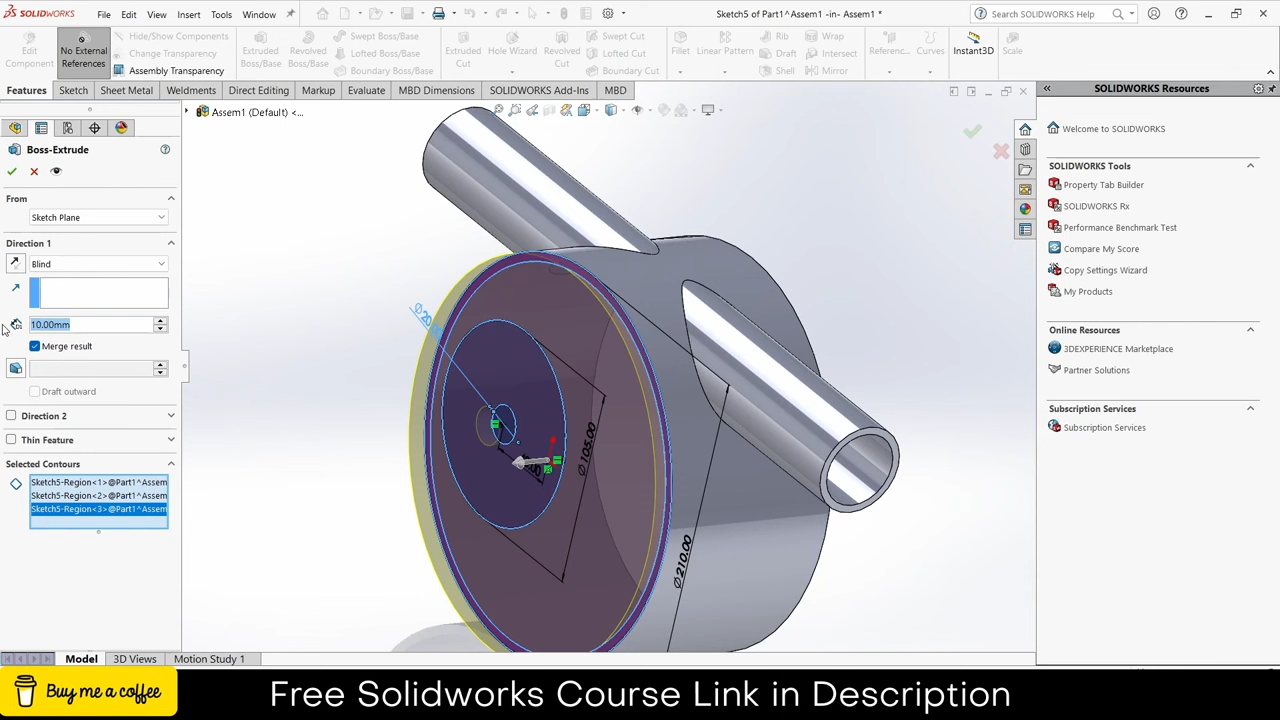 SOLIDWORKS
File
Edit
View
Insert
Tools
Window
Sketch5 of Part1^Assem1 -in- Assem1 *
Search SOLIDWORKS Help
Edit Component
No External References
Hide/Show Components
Change Transparency
Assembly Transparency
Extruded Boss/Base
Revolved Boss/Base
Swept Boss/Base
Lofted Boss/Base
Boundary Boss/Base
Extruded Cut
Hole Wizard
Revolved Cut
Swept Cut
Lofted Cut
Boundary Cut
Fillet
Linear Pattern
Rib
Draft
Shell
Wrap
Intersect
Mirror
Referenc...
Curves
Instant3D
Scale
Features
Sketch
Sheet Metal
Weldments
Direct Editing
Markup
Evaluate
MBD Dimensions
SOLIDWORKS Add-Ins
MBD
Assem1 (Default) <...
Boss-Extrude
From
Sketch Plane
Direction 1
Blind
10.00mm
Merge result
Draft outward
Direction 2
Thin Feature
Selected Contours
Sketch5-Region<1>@Part1^Assem
Sketch5-Region<2>@Part1^Assem
Sketch5-Region<3>@Part1^Assem
Ø105.00
Ø210.00
SOLIDWORKS Resources
Welcome to SOLIDWORKS
SOLIDWORKS Tools
Property Tab Builder
SOLIDWORKS Rx
Performance Benchmark Test
Compare My Score
Copy Settings Wizard
My Products
Online Resources
3DEXPERIENCE Marketplace
Partner Solutions
Subscription Services
Subscription Services
Model
3D Views
Motion Study 1
Buy me a coffee
Free Solidworks Course Link in Description